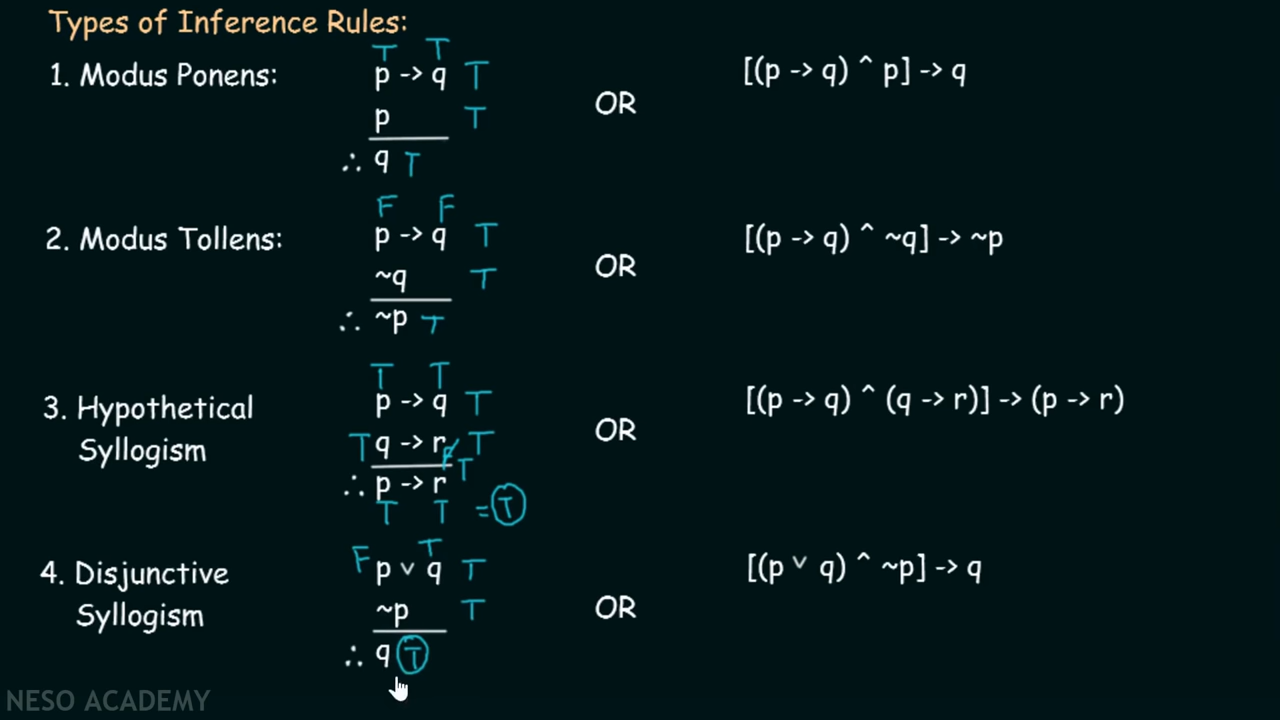 Types of Inference Rules:
T T
1. Modus Ponens: p -> q T OR [(p -> q) ^ p] -> q
p T
∴ q T
F F
2. Modus Tollens: p -> q T OR [(p -> q) ^ ~q] -> ~p
~q T
∴ ~p T
T T
3. Hypothetical p -> q T OR [(p -> q) ^ (q -> r)] -> (p -> r)
Syllogism T q -> r F T
T
∴ p -> r
T T = T
F T
4. Disjunctive p v q T OR [(p v q) ^ ~p] -> q
Syllogism ~p T
∴ q T
NESO ACADEMY